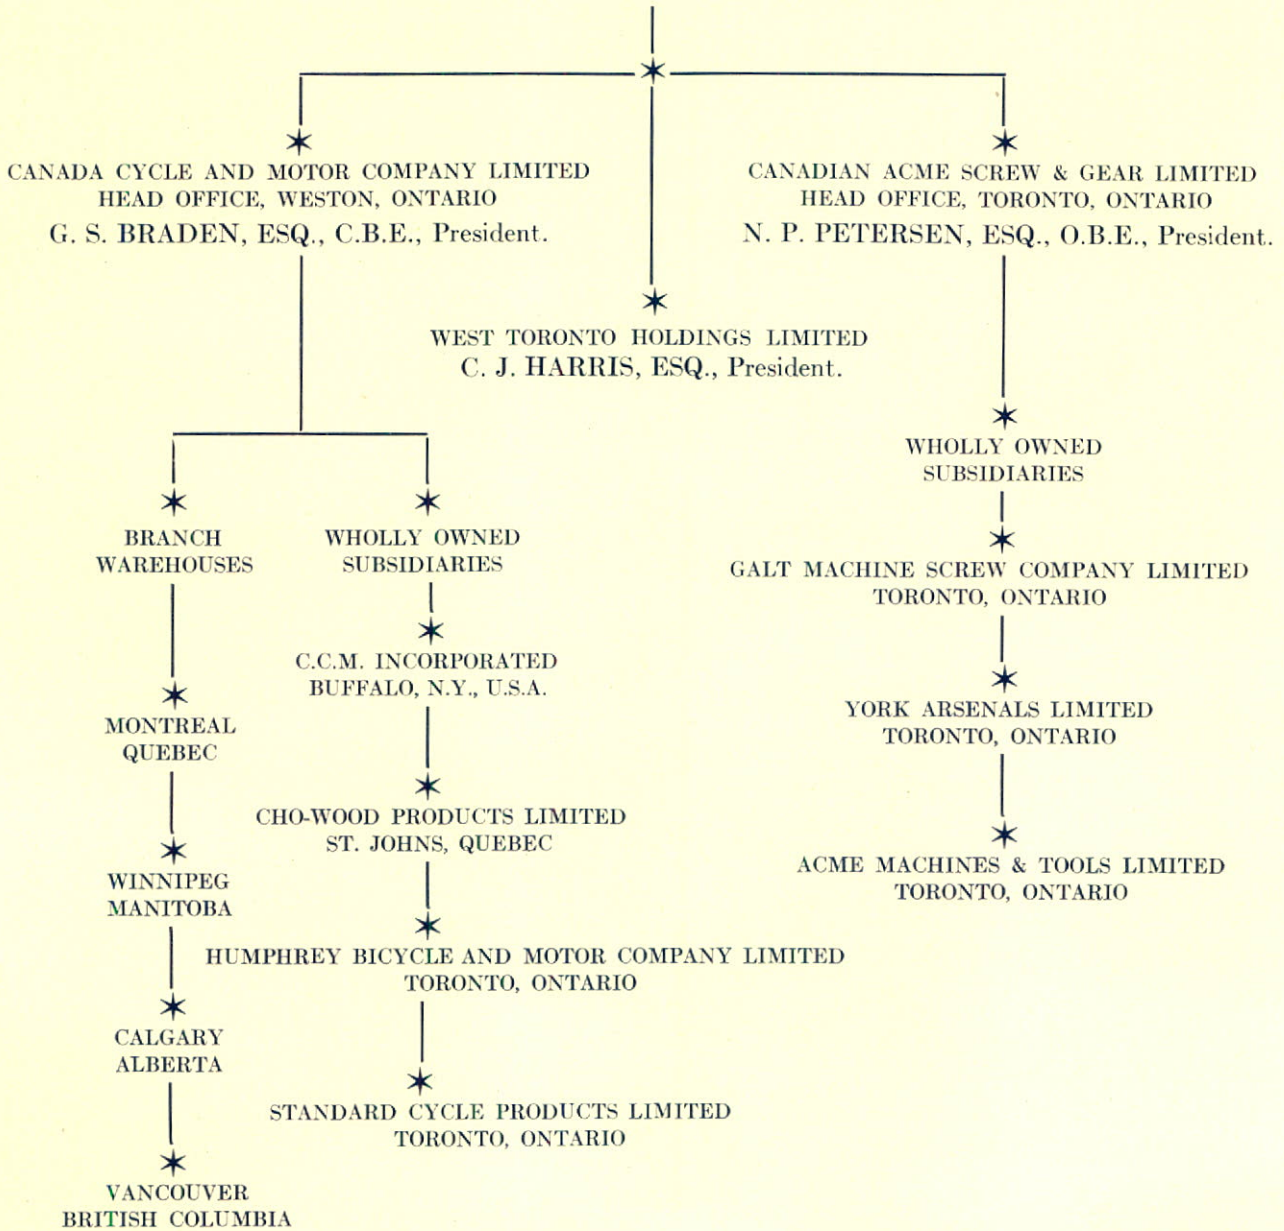 CANADA CYCLE AND MOTOR COMPANY LIMITED
HEAD OFFICE, WESTON, ONTARIO
G. S. BRADEN, ESQ., C.B.E., President.
CANADIAN ACME SCREW & GEAR LIMITED
HEAD OFFICE, TORONTO, ONTARIO
N. P. PETERSEN, ESQ., O.B.E., President.
WEST TORONTO HOLDINGS LIMITED
C. J. HARRIS, ESQ., President.
BRANCH
WAREHOUSES
MONTREAL
QUEBEC
WINNIPEG
MANITOBA
CALGARY
ALBERTA
VANCOUVER
BRITISH COLUMBIA
WHOLLY OWNED
SUBSIDIARIES
C.C.M. INCORPORATED
BUFFALO, N.Y., U.S.A.
CHO-WOOD PRODUCTS LIMITED
ST. JOHNS, QUEBEC
HUMPHREY BICYCLE AND MOTOR COMPANY LIMITED
TORONTO, ONTARIO
STANDARD CYCLE PRODUCTS LIMITED
TORONTO, ONTARIO
WHOLLY OWNED
SUBSIDIARIES
GALT MACHINE SCREW COMPANY LIMITED
TORONTO, ONTARIO
YORK ARSENALS LIMITED
TORONTO, ONTARIO
ACME MACHINES & TOOLS LIMITED
TORONTO, ONTARIO